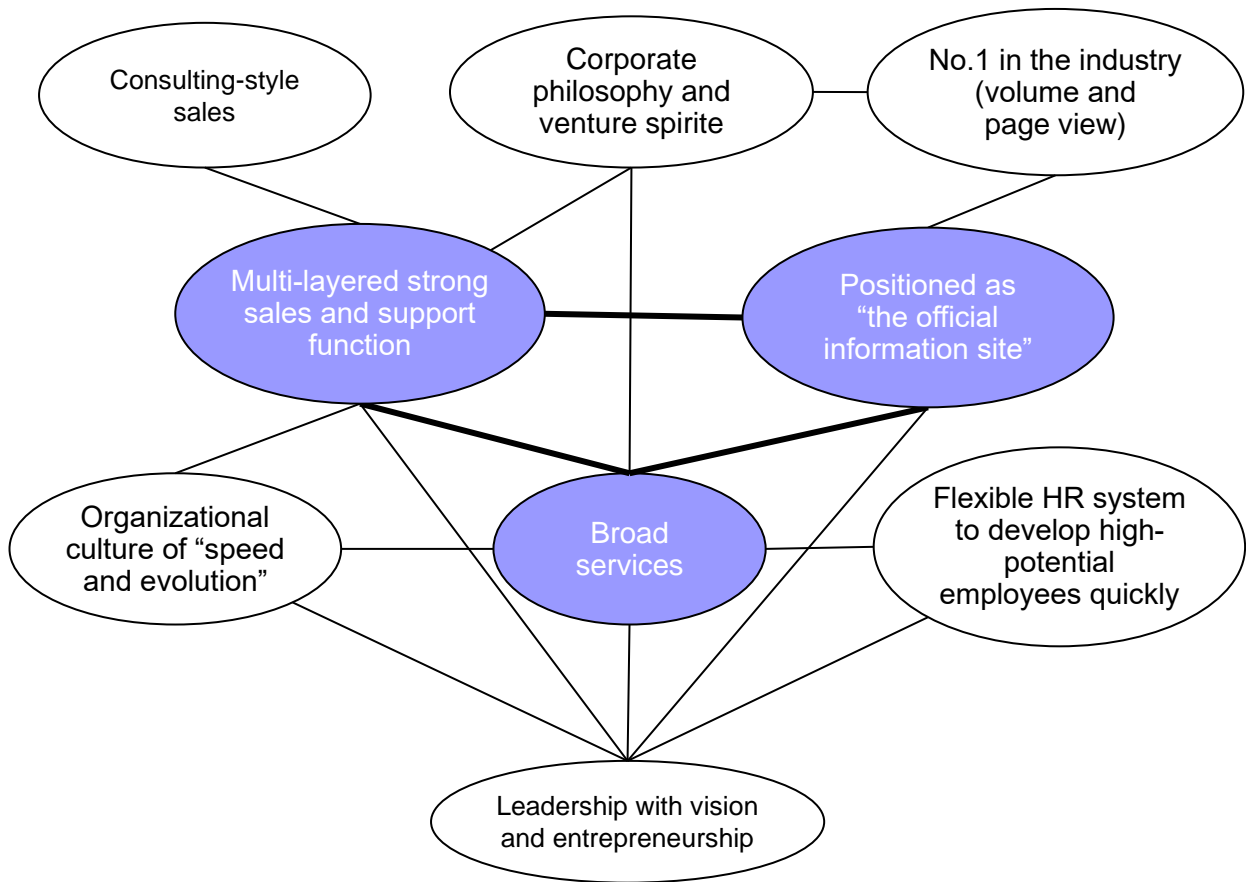 Consulting-style
sales
Corporate
philosophy and
venture spirite
No.1 in the industry
(volume and
page view)
Multi-layered strong
sales and support
function
Positioned as
“the official
information site”
Organizational
culture of “speed
and evolution”
Broad
services
Flexible HR system
to develop high-
potential
employees quickly
Leadership with vision
and entrepreneurship